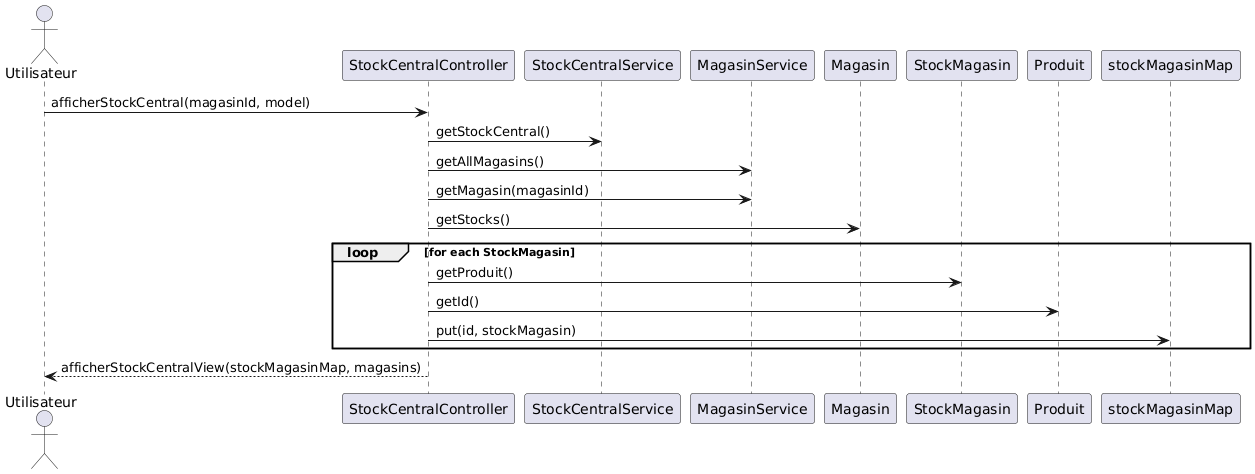 Utilisateur
StockCentralController
StockCentralService
MagasinService
Magasin
StockMagasin
Produit
stockMagasinMap
afficherStockCentral(magasinId, model)
getStockCentral()
getAllMagasins()
getMagasin(magasinId)
getStocks()
loop [for each StockMagasin]
getProduit()
getId()
put(id, stockMagasin)
afficherStockCentralView(stockMagasinMap, magasins)
Utilisateur
StockCentralController
StockCentralService
MagasinService
Magasin
StockMagasin
Produit
stockMagasinMap